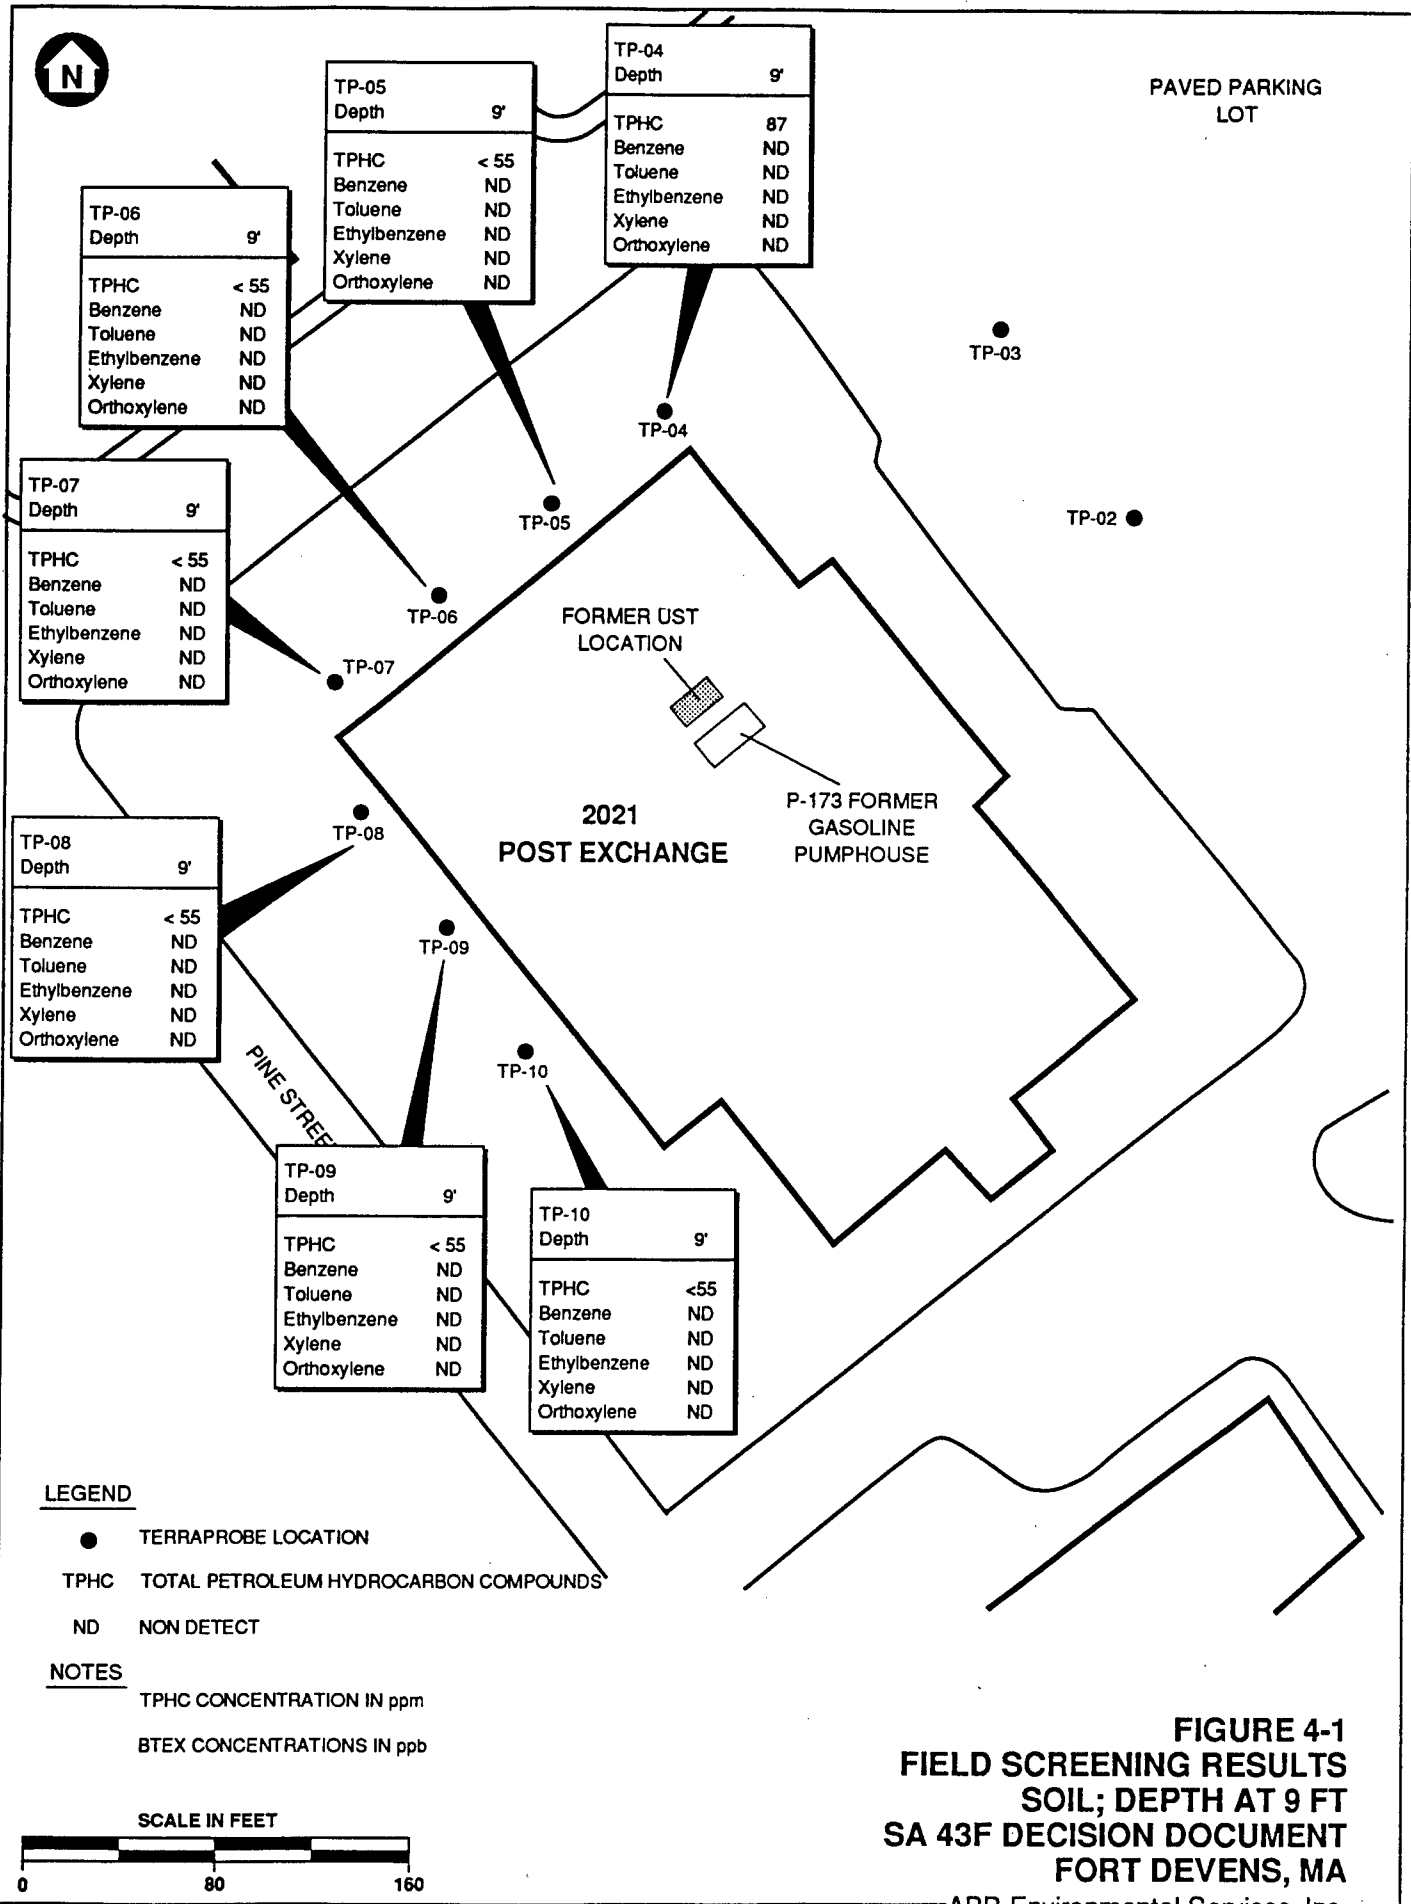 N
PAVED PARKING
LOT
TP-04
Depth 9'
TPHC 87
Benzene ND
Toluene ND
Ethylbenzene ND
Xylene ND
Orthoxylene ND
TP-05
Depth 9'
TPHC < 55
Benzene ND
Toluene ND
Ethylbenzene ND
Xylene ND
Orthoxylene ND
TP-06
Depth 9'
TPHC < 55
Benzene ND
Toluene ND
Ethylbenzene ND
Xylene ND
Orthoxylene ND
TP-07
Depth 9'
TPHC < 55
Benzene ND
Toluene ND
Ethylbenzene ND
Xylene ND
Orthoxylene ND
TP-03
TP-04
TP-02
TP-05
TP-06
TP-07
FORMER UST
LOCATION
P-173 FORMER
GASOLINE
PUMPHOUSE
2021
POST EXCHANGE
TP-08
TP-08
Depth 9'
TPHC < 55
Benzene ND
Toluene ND
Ethylbenzene ND
Xylene ND
Orthoxylene ND
TP-09
TP-10
PINE STREE
TP-09
Depth 9'
TPHC < 55
Benzene ND
Toluene ND
Ethylbenzene ND
Xylene ND
Orthoxylene ND
TP-10
Depth 9'
TPHC <55
Benzene ND
Toluene ND
Ethylbenzene ND
Xylene ND
Orthoxylene ND
LEGEND
TERRAPROBE LOCATION
TPHC TOTAL PETROLEUM HYDROCARBON COMPOUNDS
ND NON DETECT
NOTES
TPHC CONCENTRATION IN ppm
BTEX CONCENTRATIONS IN ppb
SCALE IN FEET
0 80 160
FIGURE 4-1
FIELD SCREENING RESULTS
SOIL; DEPTH AT 9 FT
SA 43F DECISION DOCUMENT
FORT DEVENS, MA
ABB Environmental Services, Inc.